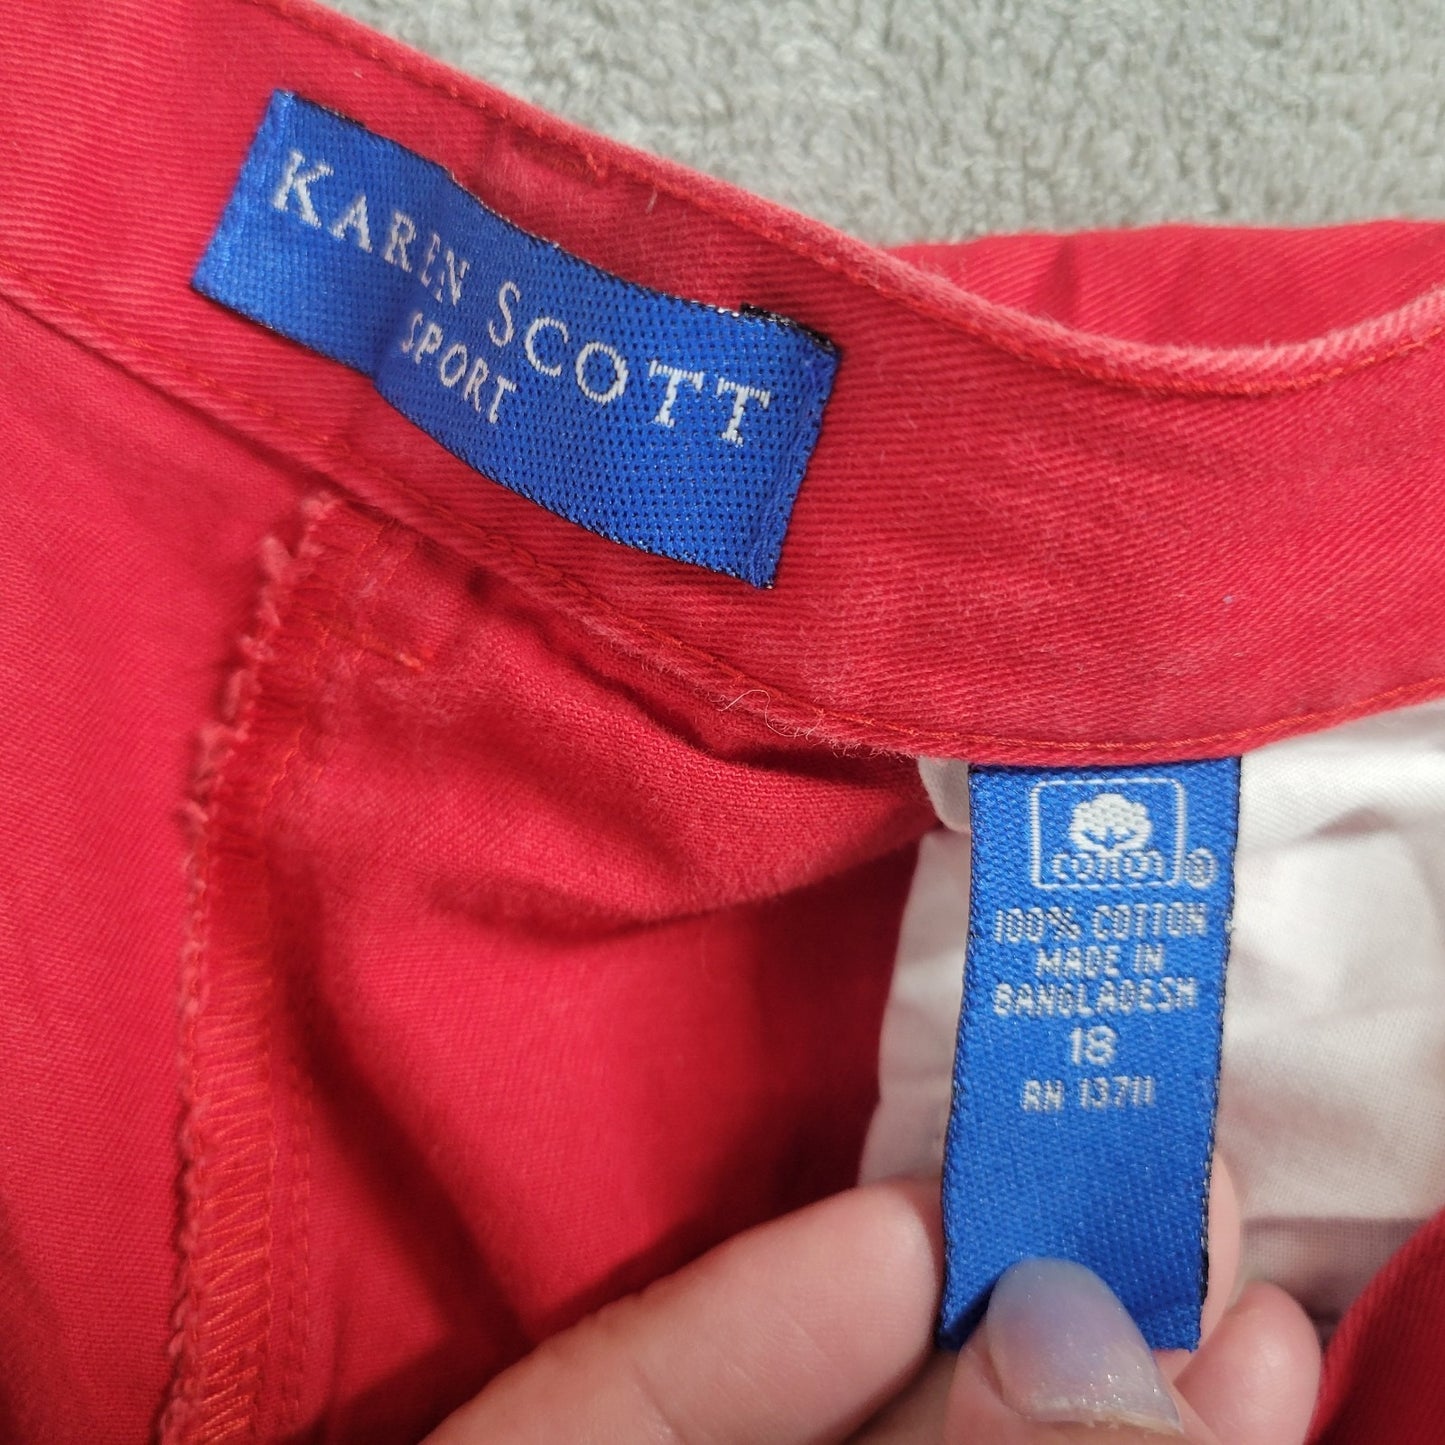 KAREN SCOTT
SPORT
COTTON ®
100% COTTON
MADE IN
BANGLADESH
18
RN 13711